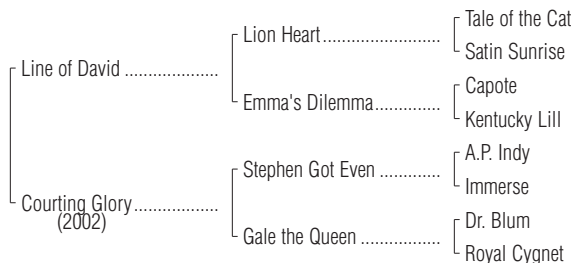 Tale of the Cat
Lion Heart........................
Satin Sunrise
Line of David ....................
Capote
Emma's Dilemma..............
Kentucky Lill
A.P. Indy
Stephen Got Even .............
Immerse
Courting Glory..................
(2002)
Dr. Blum
Gale the Queen .................
Royal Cygnet